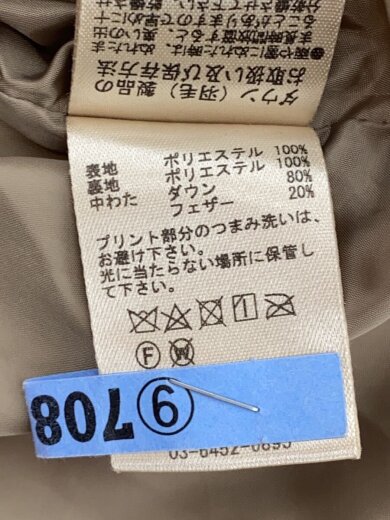 ダウン(羽毛)製品の
お取扱い及び保存方法
表地 ポリエステル 100%
裏地 ポリエステル 100%
中わた ダウン 80%
フェザー 20%
プリント部分のつまみ洗いは、
お避け下さい。
光に当たらない場所に保管し
て下さい。
F W
⑨708
03-6452-0895